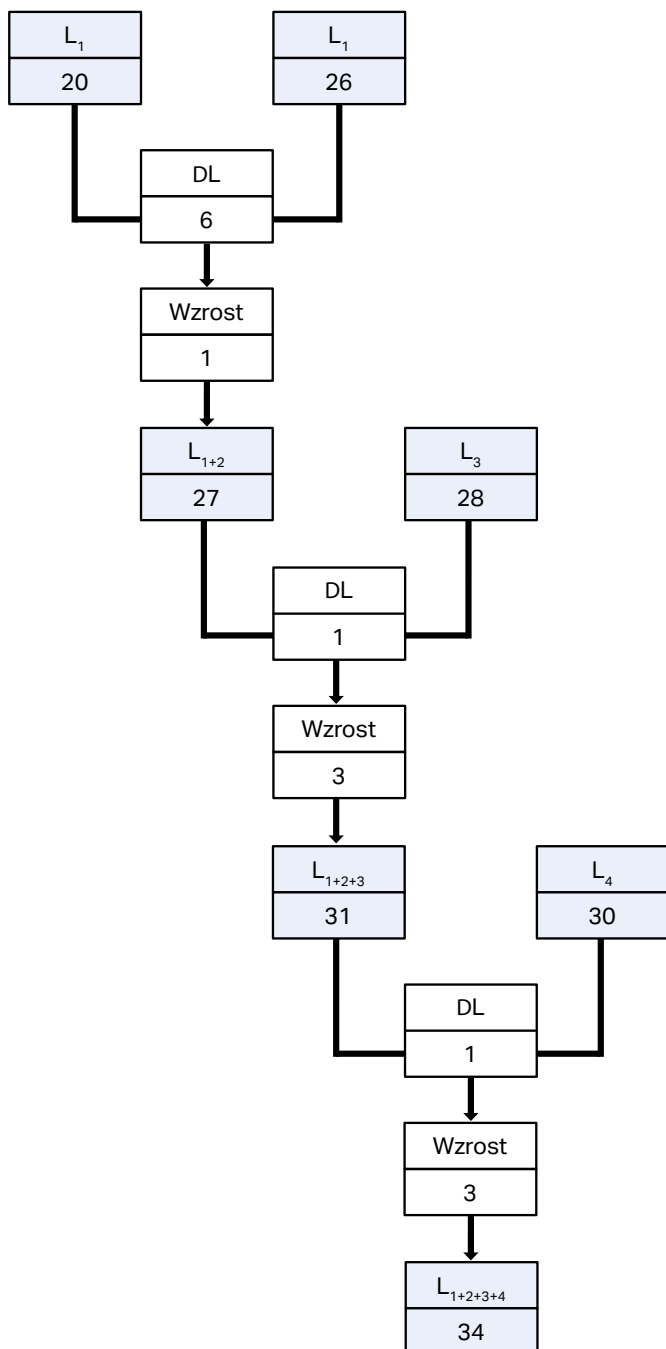 L₁
20
L₁
26
DL
6
Wzrost
1
L₁₊₂
27
L₃
28
DL
1
Wzrost
3
L₁₊₂₊₃
31
L₄
30
DL
1
Wzrost
3
L₁₊₂₊₃₊₄
34